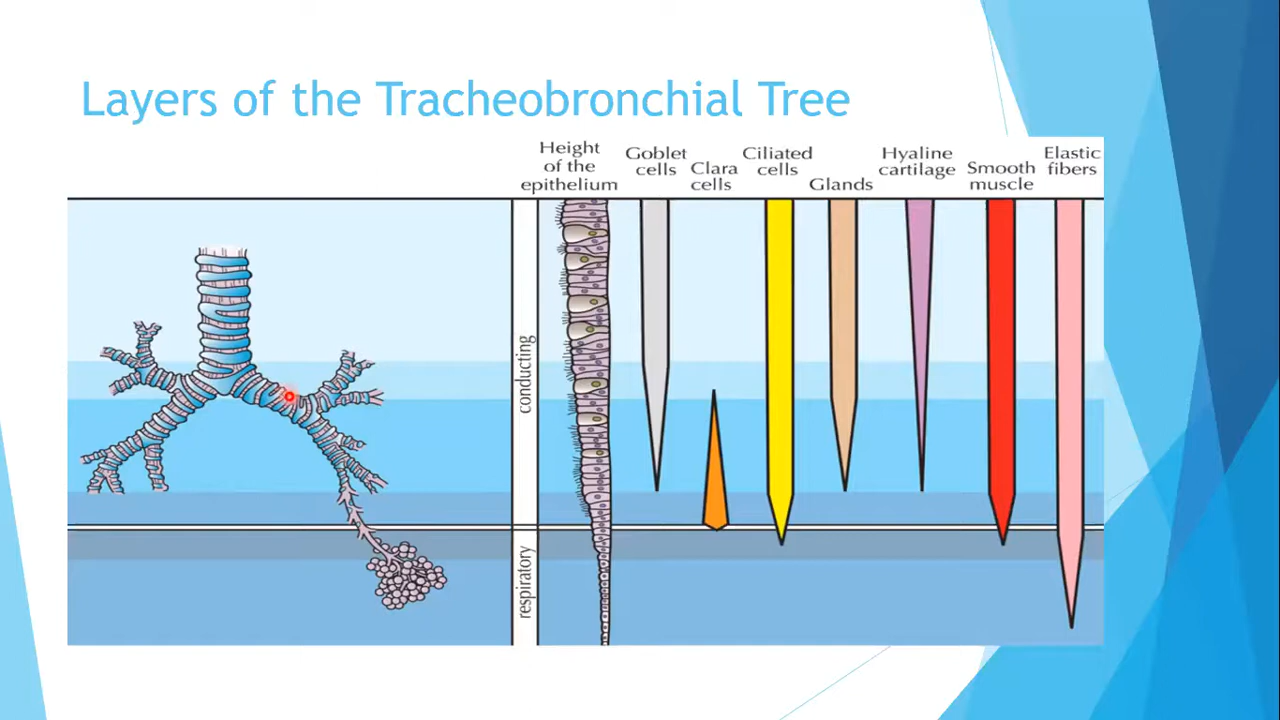 Layers of the Tracheobronchial Tree
Height
of the
epithelium
Goblet
cells
Clara
cells
Ciliated
cells
Glands
Hyaline
cartilage
Smooth
muscle
Elastic
fibers
conducting
respiratory